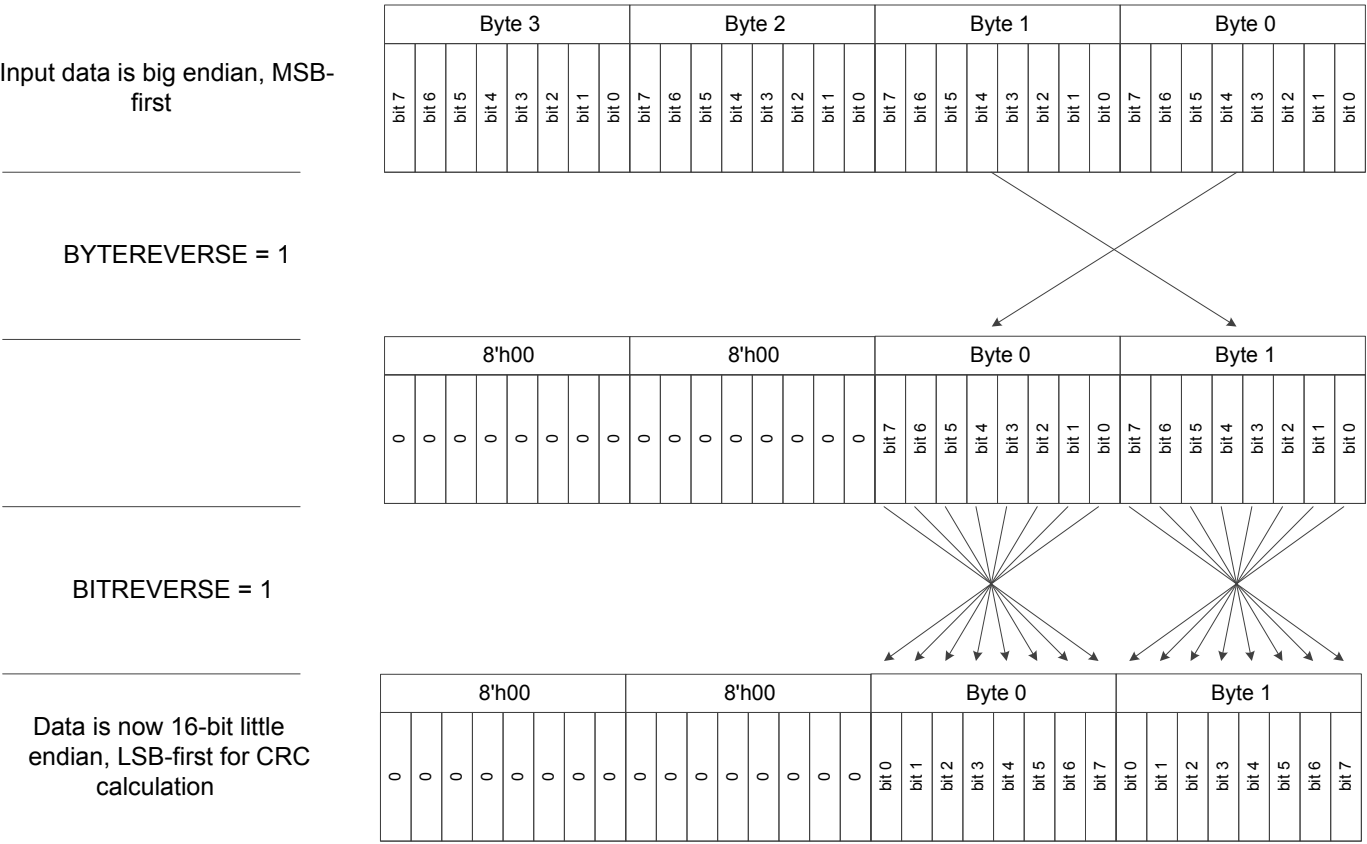 Byte 3 Byte 2 Byte 1 Byte 0
Input data is big endian, MSB-
first
bit 7 bit 6 bit 5 bit 4 bit 3 bit 2 bit 1 bit 0 bit 7 bit 6 bit 5 bit 4 bit 3 bit 2 bit 1 bit 0 bit 7 bit 6 bit 5 bit 4 bit 3 bit 2 bit 1 bit 0 bit 7 bit 6 bit 5 bit 4 bit 3 bit 2 bit 1 bit 0
BYTEREVERSE = 1
8'h00 8'h00 Byte 0 Byte 1
0 0 0 0 0 0 0 0 0 0 0 0 0 0 0 0 bit 7 bit 6 bit 5 bit 4 bit 3 bit 2 bit 1 bit 0 bit 7 bit 6 bit 5 bit 4 bit 3 bit 2 bit 1 bit 0
BITREVERSE = 1
8'h00 8'h00 Byte 0 Byte 1
Data is now 16-bit little
endian, LSB-first for CRC
calculation
0 0 0 0 0 0 0 0 0 0 0 0 0 0 0 0 bit 0 bit 1 bit 2 bit 3 bit 4 bit 5 bit 6 bit 7 bit 0 bit 1 bit 2 bit 3 bit 4 bit 5 bit 6 bit 7